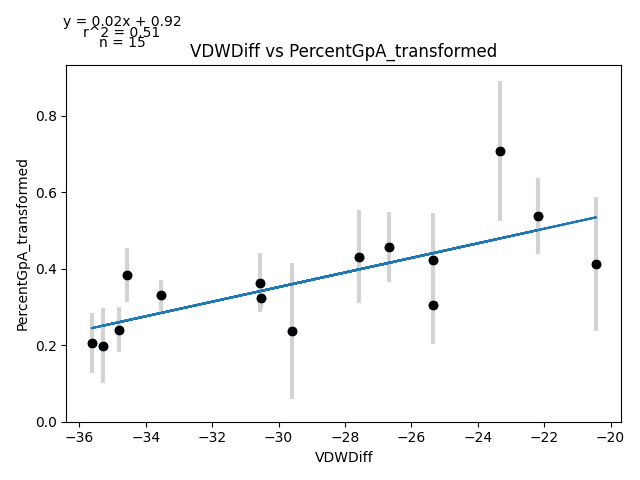 y = 0.02x + 0.92
r^2 = 0.51
n = 15
VDWDiff vs PercentGpA_transformed
PercentGpA_transformed
0.8
0.6
0.4
0.2
0.0
−36 −34 −32 −30 −28 −26 −24 −22 −20
VDWDiff